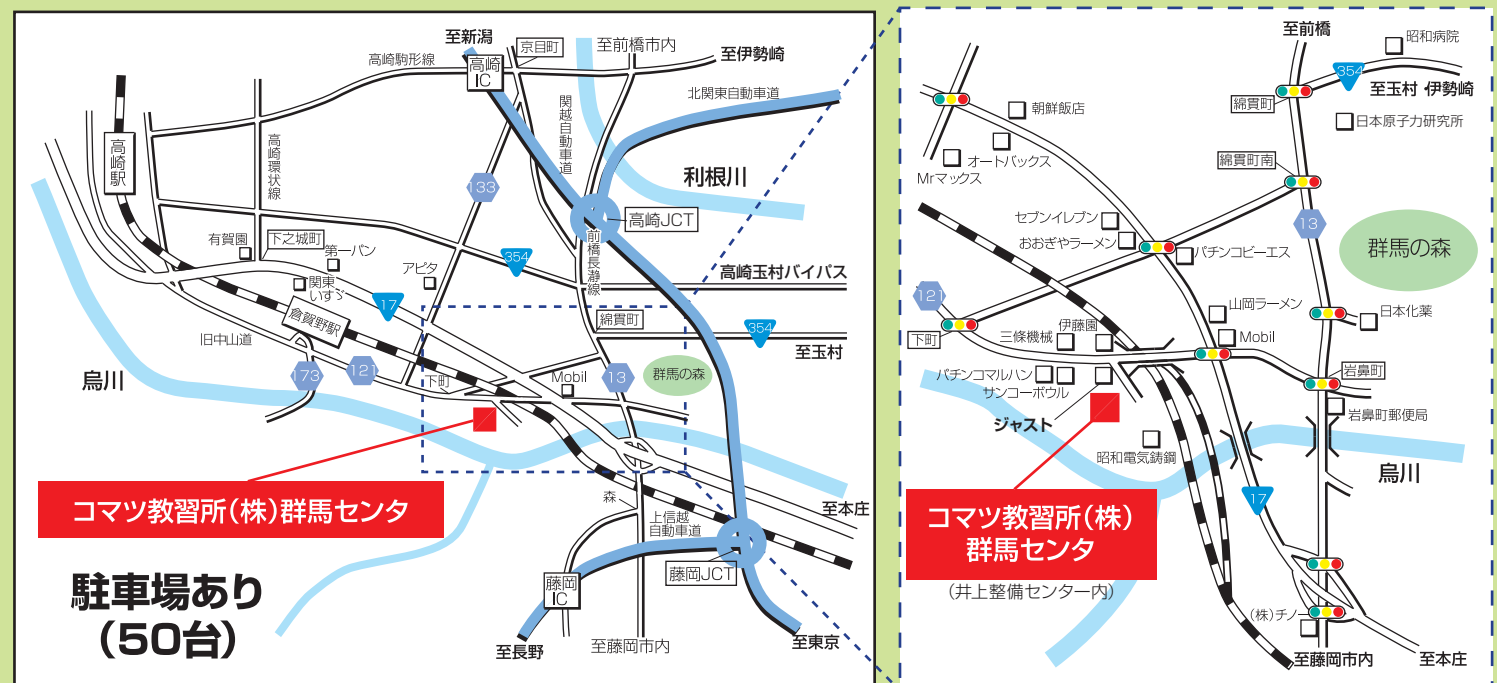 至新潟
京目町
至前橋市内
至伊勢崎
高崎駒形線
高崎
IC
北関東自動車道
関越自動車道
高崎駅
高崎環状線
133
利根川
高崎JCT
有賀園
下之城町
第一パン
アピタ
354
前橋長瀞線
高崎玉村バイパス
関東
いすゞ
17
倉賀野駅
綿貫町
354
至玉村
旧中山道
烏川
173
121
下町
Mobil
13
群馬の森
コマツ教習所(株)群馬センタ
森
上信越
自動車道
至本庄
藤岡JCT
藤岡
IC
駐車場あり
(50台)
至長野
至藤岡市内
至東京
至前橋
昭和病院
354
至玉村 伊勢崎
綿貫町
朝鮮飯店
日本原子力研究所
オートバックス
Mrマックス
綿貫町南
セブンイレブン
おおぎやラーメン
パチンコビーエス
13
群馬の森
121
山岡ラーメン
日本化薬
下町
三條機械
伊藤園
Mobil
パチンコマルハン
サンコーボウル
岩鼻町
ジャスト
岩鼻町郵便局
昭和電気鋳鋼
烏川
17
コマツ教習所(株)
群馬センタ
(井上整備センター内)
(株)チノー
至藤岡市内
至本庄